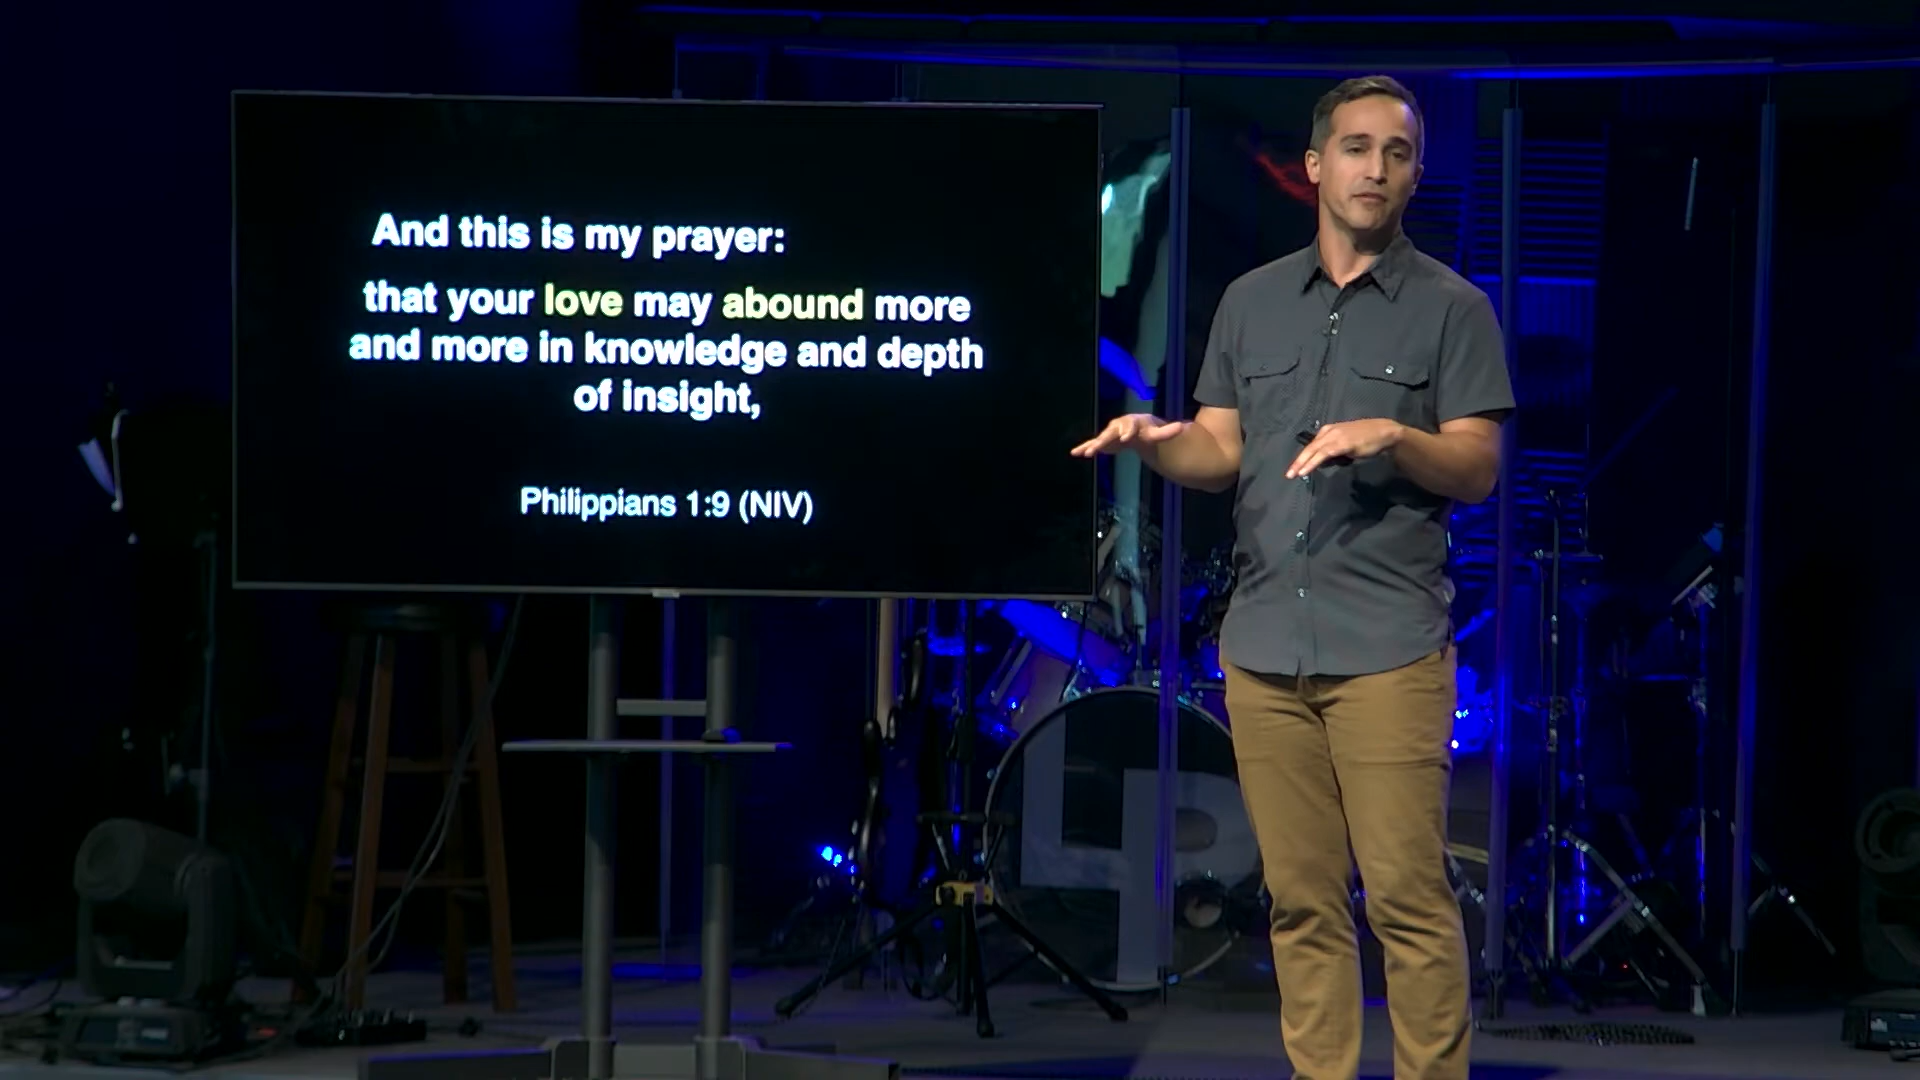 And this is my prayer:
that your love may abound more
and more in knowledge and depth
of insight,
Philippians 1:9 (NIV)
LP